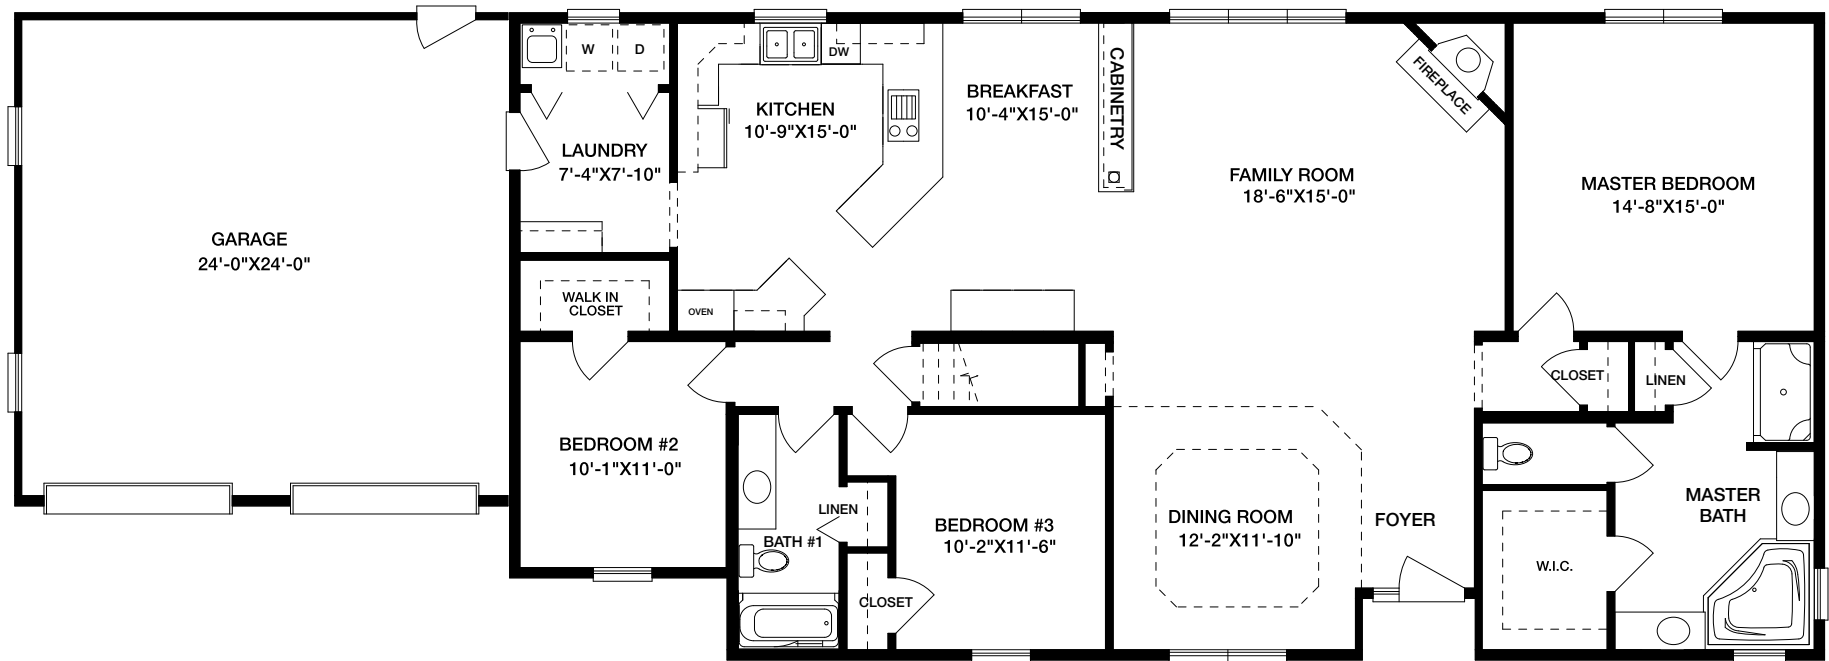 GARAGE
24'-0"X24'-0"
W
D
LAUNDRY
7'-4"X7'-10"
WALK IN
CLOSET
DW
KITCHEN
10'-9"X15'-0"
OVEN
BREAKFAST
10'-4"X15'-0"
CABINETRY
FAMILY ROOM
18'-6"X15'-0"
FIREPLACE
MASTER BEDROOM
14'-8"X15'-0"
CLOSET
LINEN
BEDROOM #2
10'-1"X11'-0"
LINEN
BATH #1
CLOSET
BEDROOM #3
10'-2"X11'-6"
DINING ROOM
12'-2"X11'-10"
FOYER
W.I.C.
MASTER
BATH